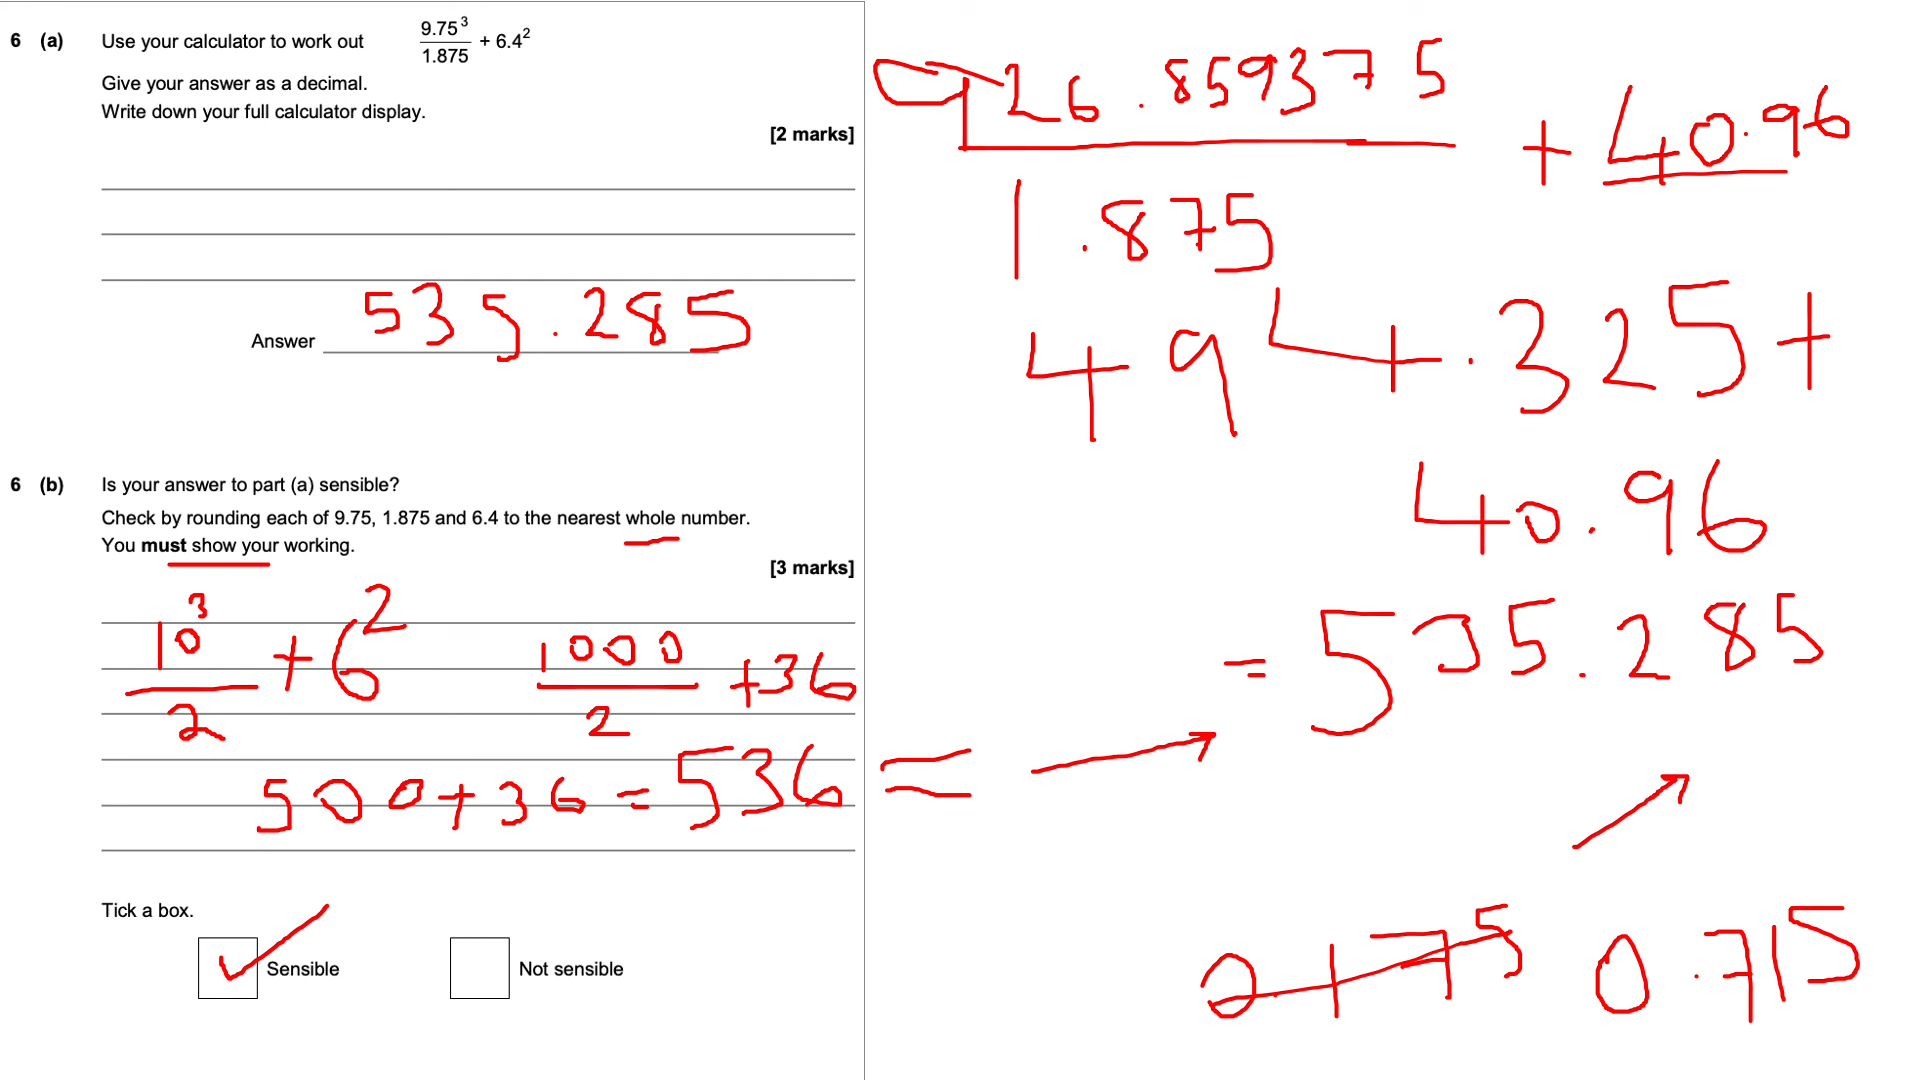 6 (a) Use your calculator to work out 9.75³/1.875 + 6.4²
Give your answer as a decimal.
Write down your full calculator display.
[2 marks]
Answer 535.285
6 (b) Is your answer to part (a) sensible?
Check by rounding each of 9.75, 1.875 and 6.4 to the nearest whole number.
You must show your working.
[3 marks]
10³/2 + 6² 1000/2 + 36
500 + 36 = 536
Tick a box.
Sensible Not sensible
926.859375/1.875 + 40.96
494.325 +
40.96
= 535.285
0.715